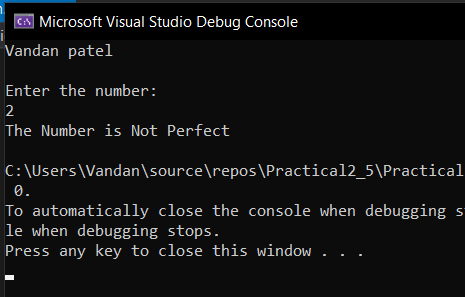 Microsoft Visual Studio Debug Console
Vandan patel
Enter the number:
2
The Number is Not Perfect
C:\Users\Vandan\source\repos\Practical2_5\Practical
0.
To automatically close the console when debugging s
le when debugging stops.
Press any key to close this window . . .